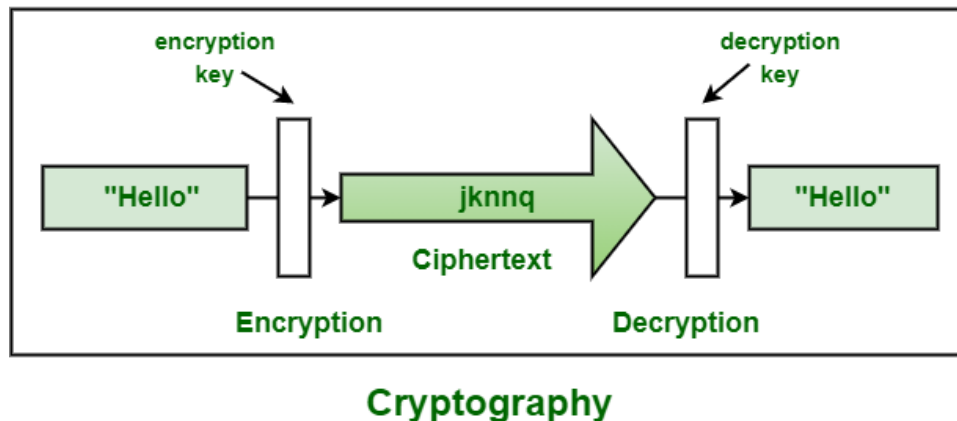 encryption
key
decryption
key
"Hello"
jknnq
"Hello"
Ciphertext
Encryption
Decryption
Cryptography